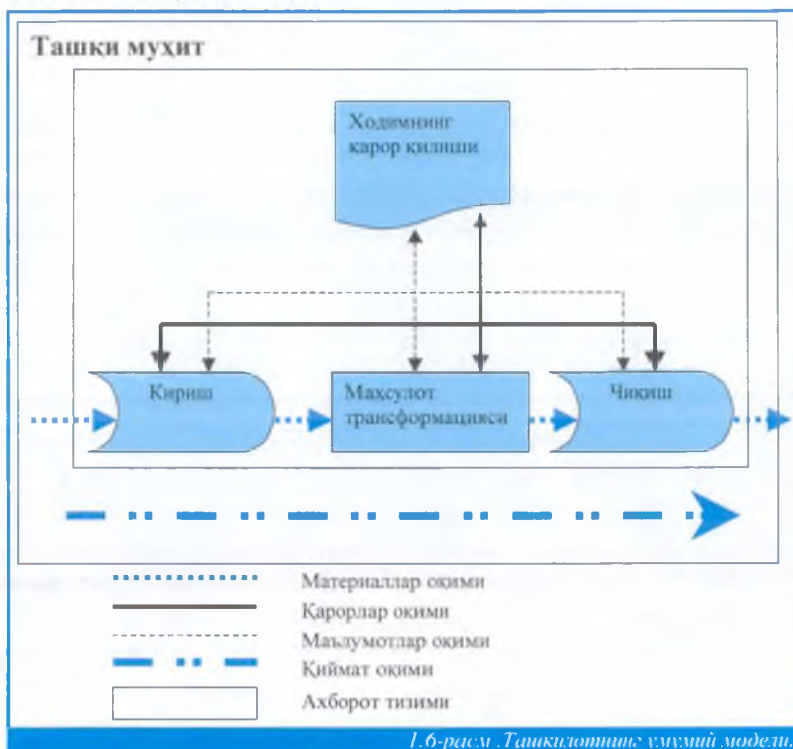 Ташқи муҳит
Ходимнинг
қарор қилиши
Кириш
Маҳсулот
трансформацияси
Чиқиш
Материаллар оқими
Қарорлар оқими
Маълумотлар оқими
Қиймат оқими
Ахборот тизими
1.6-расм .Ташкилотнинг умумий модели.